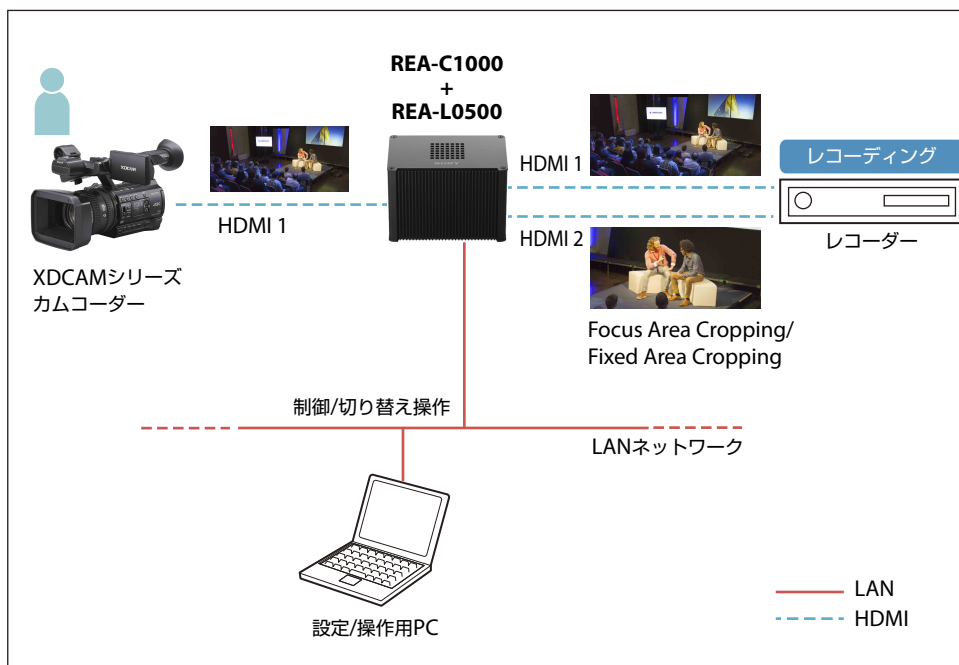 REA-C1000
+
REA-L0500
HDMI 1
レコーディング
HDMI 1
HDMI 2
レコーダー
XDCAMシリーズ
カムコーダー
Focus Area Cropping/
Fixed Area Cropping
制御/切り替え操作
LANネットワーク
設定/操作用PC
LAN
HDMI
XDCAM
SONY